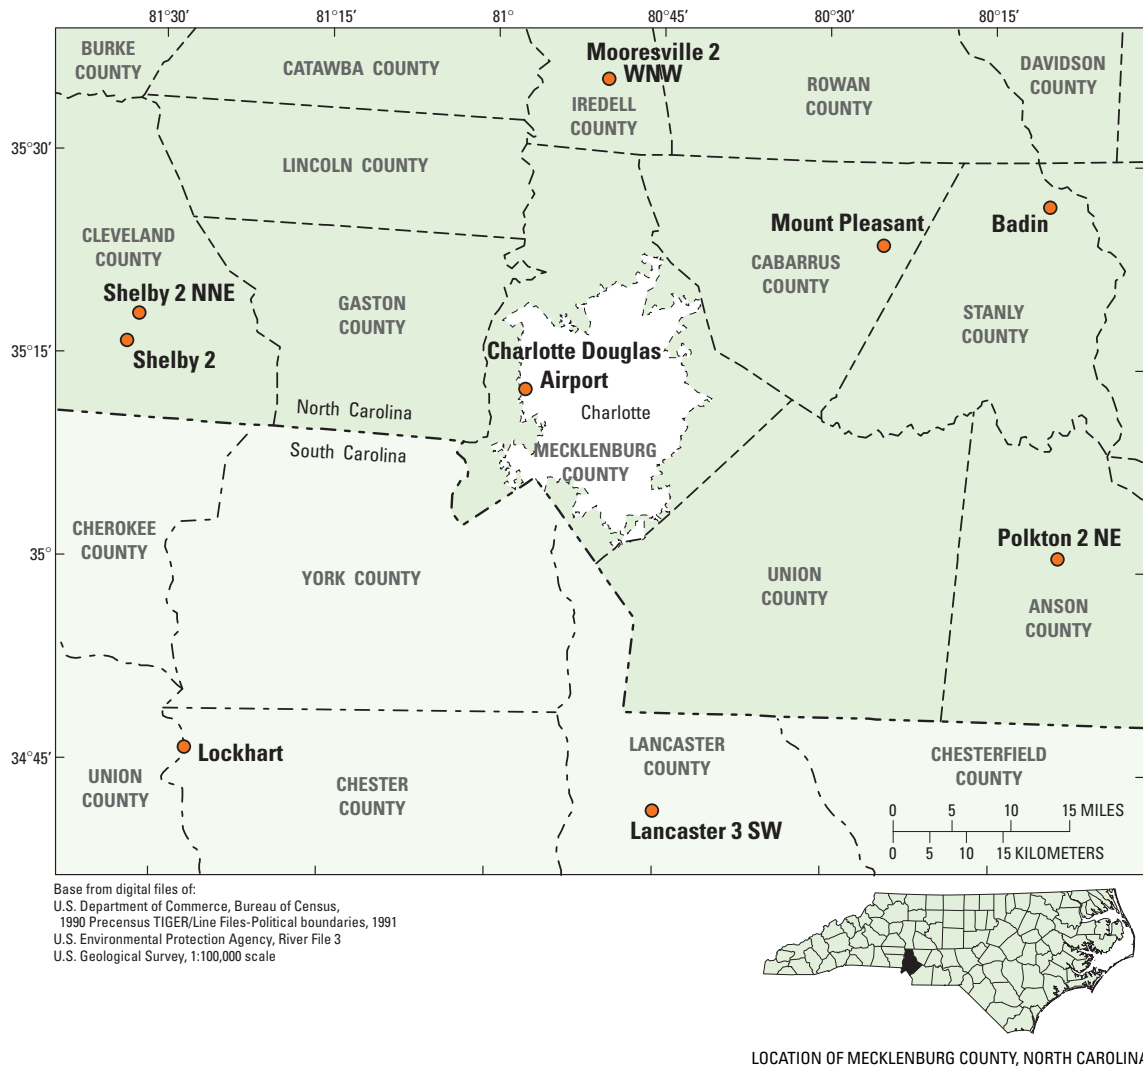 81°30' 81°15' 81° 80°45' 80°30' 80°15'
BURKE
COUNTY
CATAWBA COUNTY
Mooresville 2
WNW
IREDELL
COUNTY
ROWAN
COUNTY
DAVIDSON
COUNTY
35°30'
LINCOLN COUNTY
CLEVELAND
COUNTY
Shelby 2 NNE
Shelby 2
GASTON
COUNTY
Mount Pleasant
CABARRUS
COUNTY
Badin
STANLY
COUNTY
35°15'
Charlotte Douglas
Airport
Charlotte
MECKLENBURG
COUNTY
North Carolina
South Carolina
CHEROKEE
COUNTY
35°
YORK COUNTY
UNION
COUNTY
Polkton 2 NE
ANSON
COUNTY
34°45'
Lockhart
UNION
COUNTY
CHESTER
COUNTY
LANCASTER
COUNTY
Lancaster 3 SW
CHESTERFIELD
COUNTY
0 5 10 15 MILES
0 5 10 15 KILOMETERS
Base from digital files of:
U.S. Department of Commerce, Bureau of Census,
1990 Precensus TIGER/Line Files-Political boundaries, 1991
U.S. Environmental Protection Agency, River File 3
U.S. Geological Survey, 1:100,000 scale
LOCATION OF MECKLENBURG COUNTY, NORTH CAROLINA